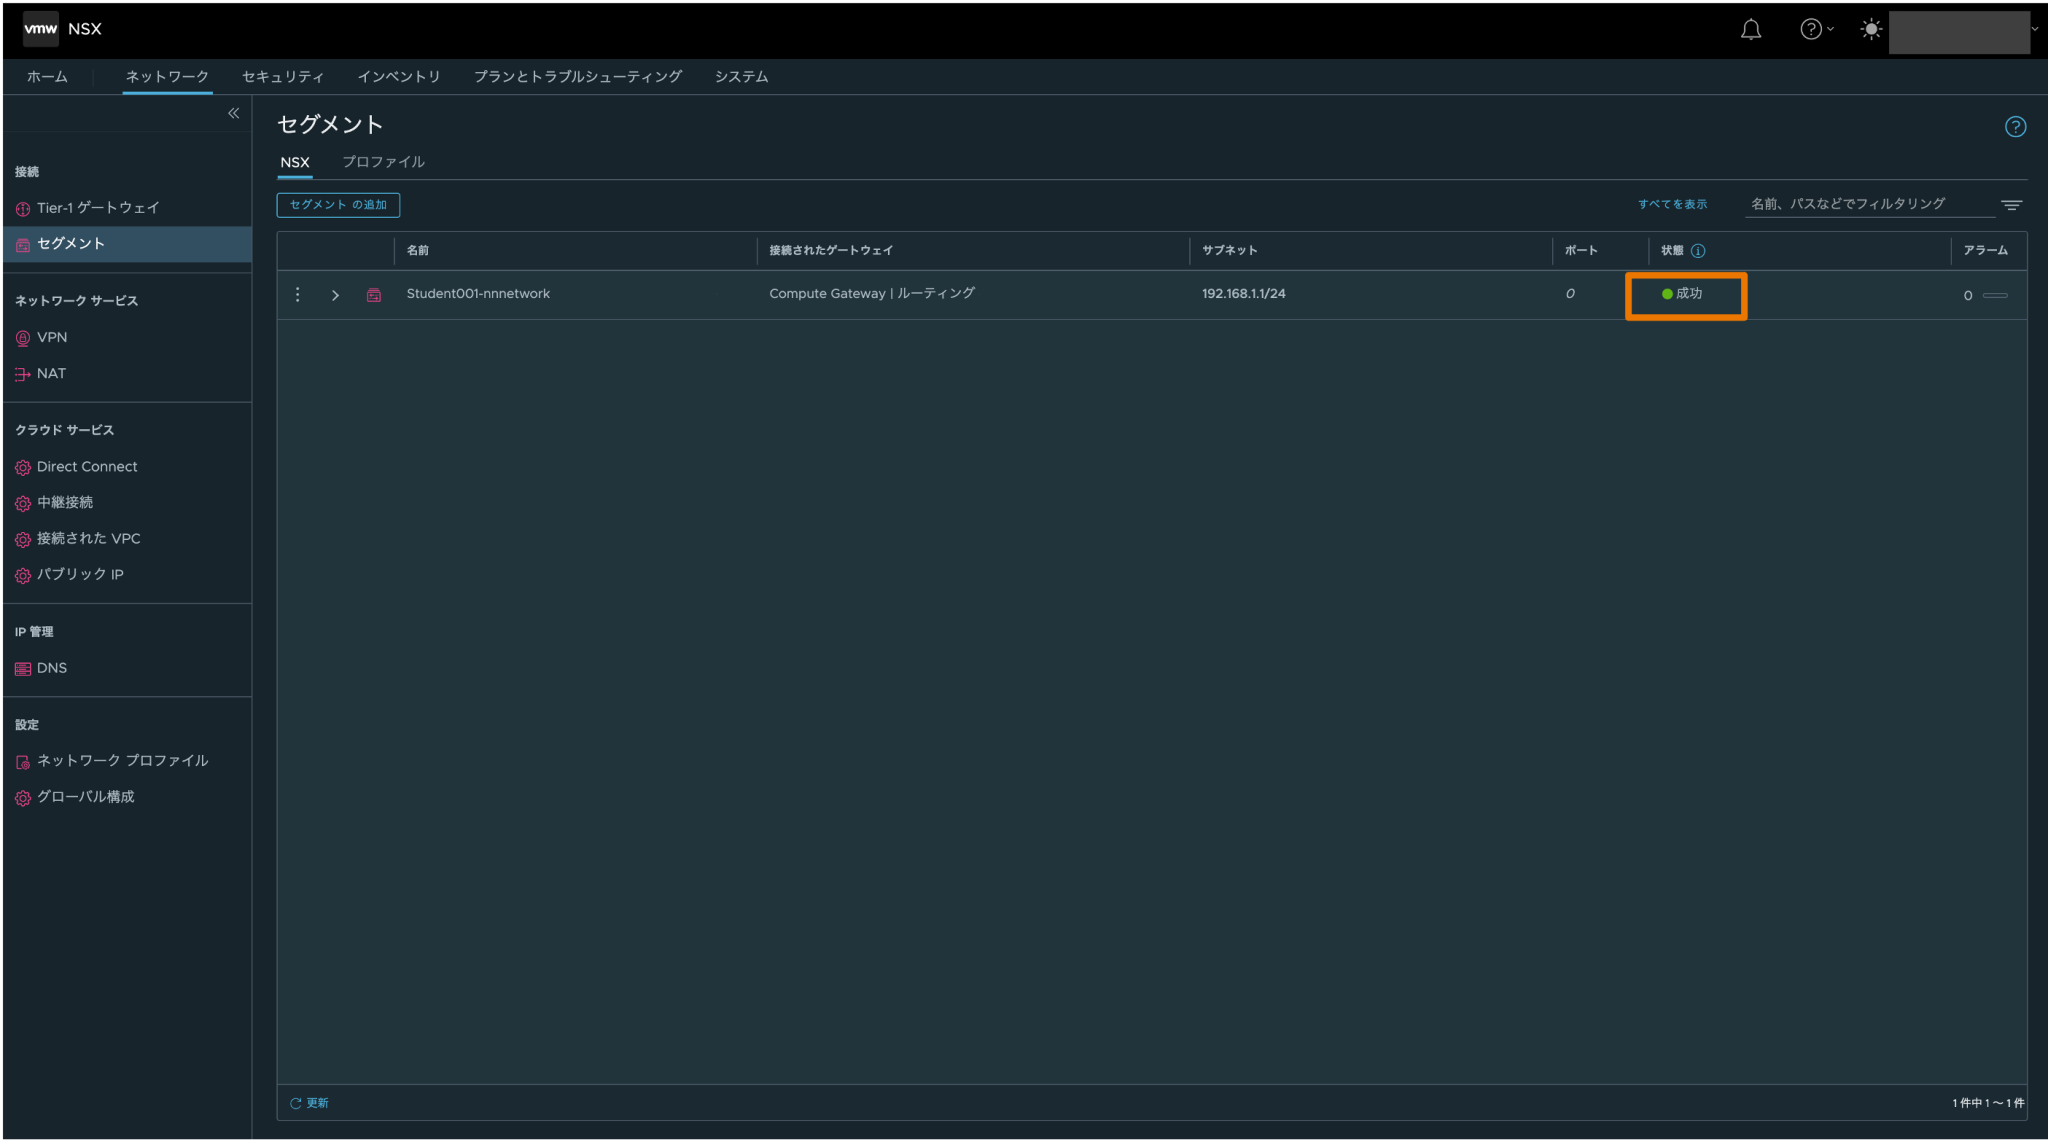 vmw NSX
ホーム ネットワーク セキュリティ インベントリ プランとトラブルシューティング システム
接続
Tier-1 ゲートウェイ
セグメント
ネットワーク サービス
VPN
NAT
クラウド サービス
Direct Connect
中継接続
接続された VPC
パブリック IP
IP 管理
DNS
設定
ネットワーク プロファイル
グローバル構成
セグメント
NSX プロファイル
セグメント の追加 すべてを表示 名前、パスなどでフィルタリング
名前 接続されたゲートウェイ サブネット ポート 状態 アラーム
Student001-nnnetwork Compute Gateway | ルーティング 192.168.1.1/24 0 成功 0
更新 1 件中 1 ～ 1 件